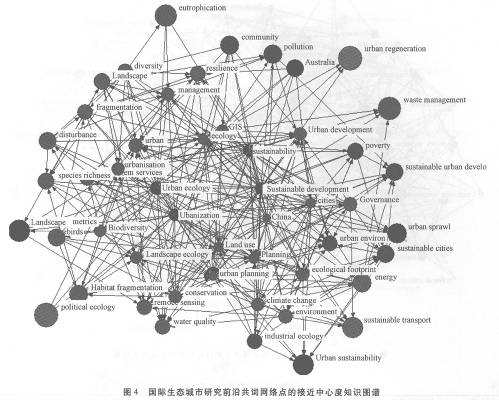 eutrophication
community
pollution
urban regeneration
diversity
resilience
Australia
Landscape
management
waste management
fragmentation
GIS
Urban development
disturbance
urban
ecology
sustainability
poverty
urbanisation
em services
sustainable urban develo
species richness
Urban ecology
Sustainable development
cities
Governance
Landscape
metrics
Ubanization
China
birds
Biodiversity
urban sprawl
urban environ
Land use
sustainable cities
Landscape ecology
Planning
urban planning
ecological footprint
energy
Habitat fragmentation
conservation
political ecology
remote sensing
climate change
environment
water quality
sustainable transport
industrial ecology
Urban sustainability
图 4 国际生态城市研究前沿共词网络点的接近中心度知识图谱